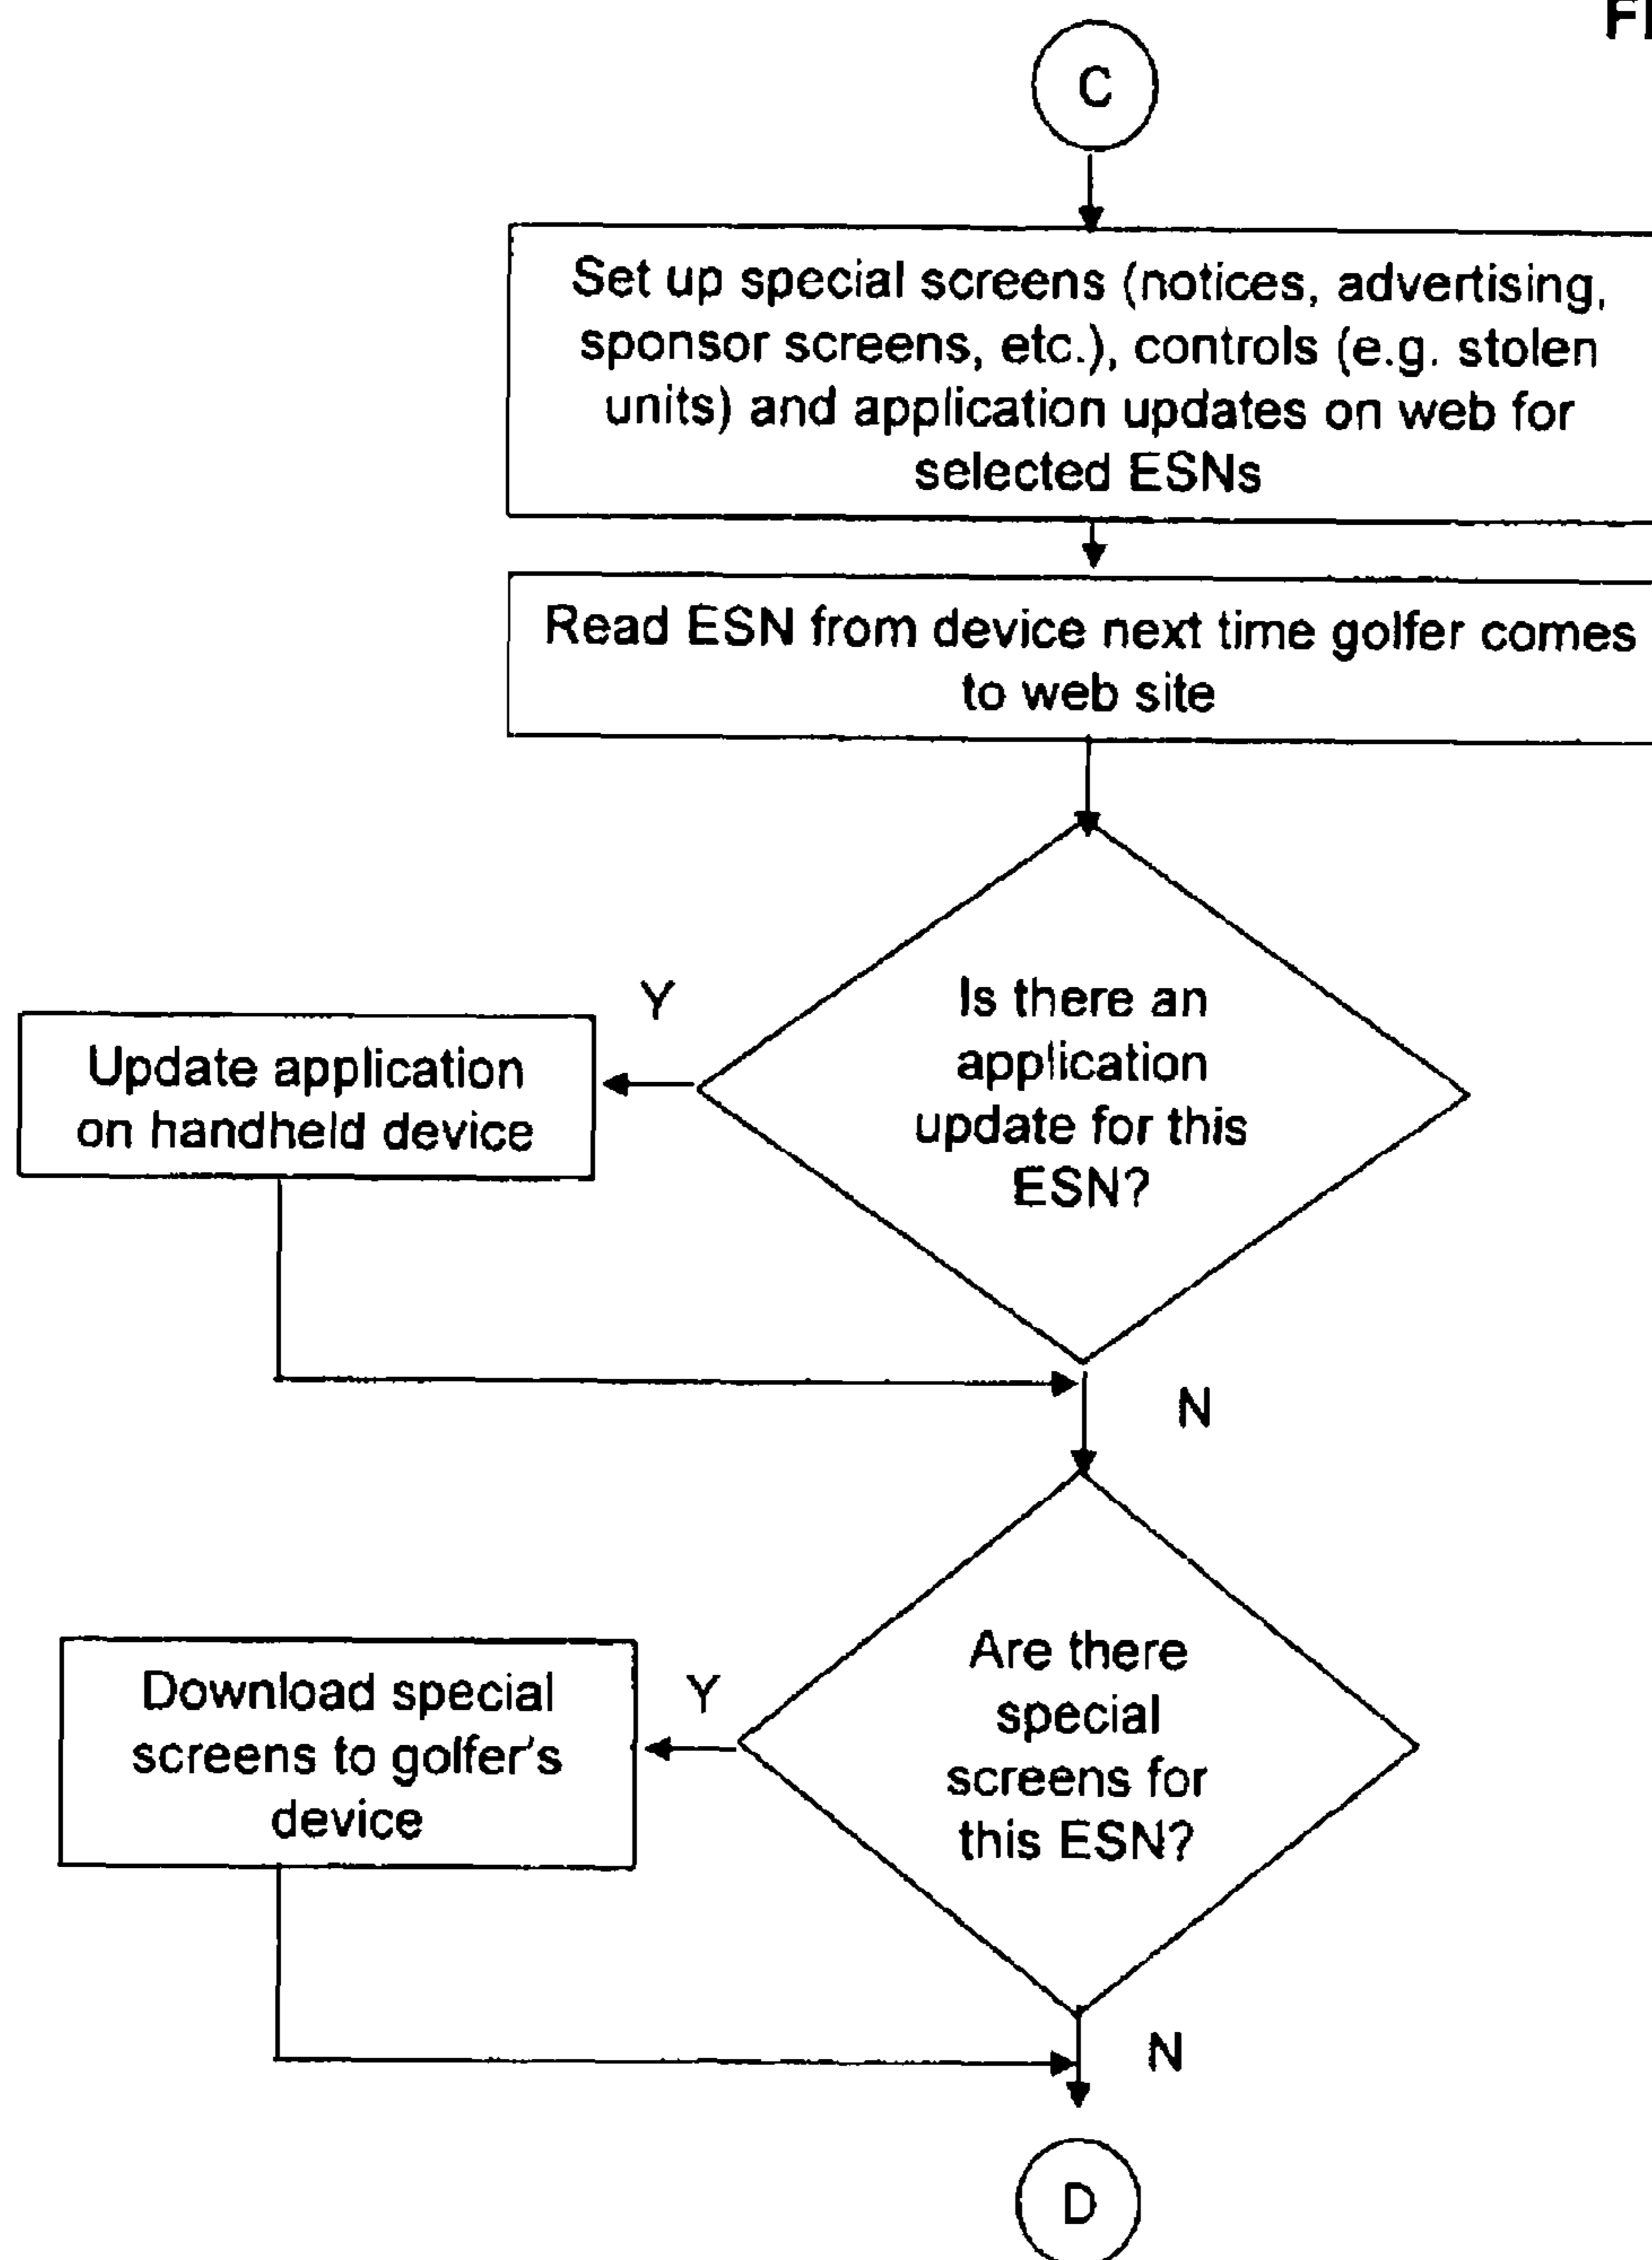 C
Set up special screens (notices, advertising,
sponsor screens, etc.), controls (e.g. stolen
units) and application updates on web for
selected ESNs
Read ESN from device next time golfer comes
to web site
Is there an
application
update for this
ESN?
Y
Update application
on handheld device
N
Are there
special
screens for
this ESN?
Y
Download special
screens to golfer's
device
N
D